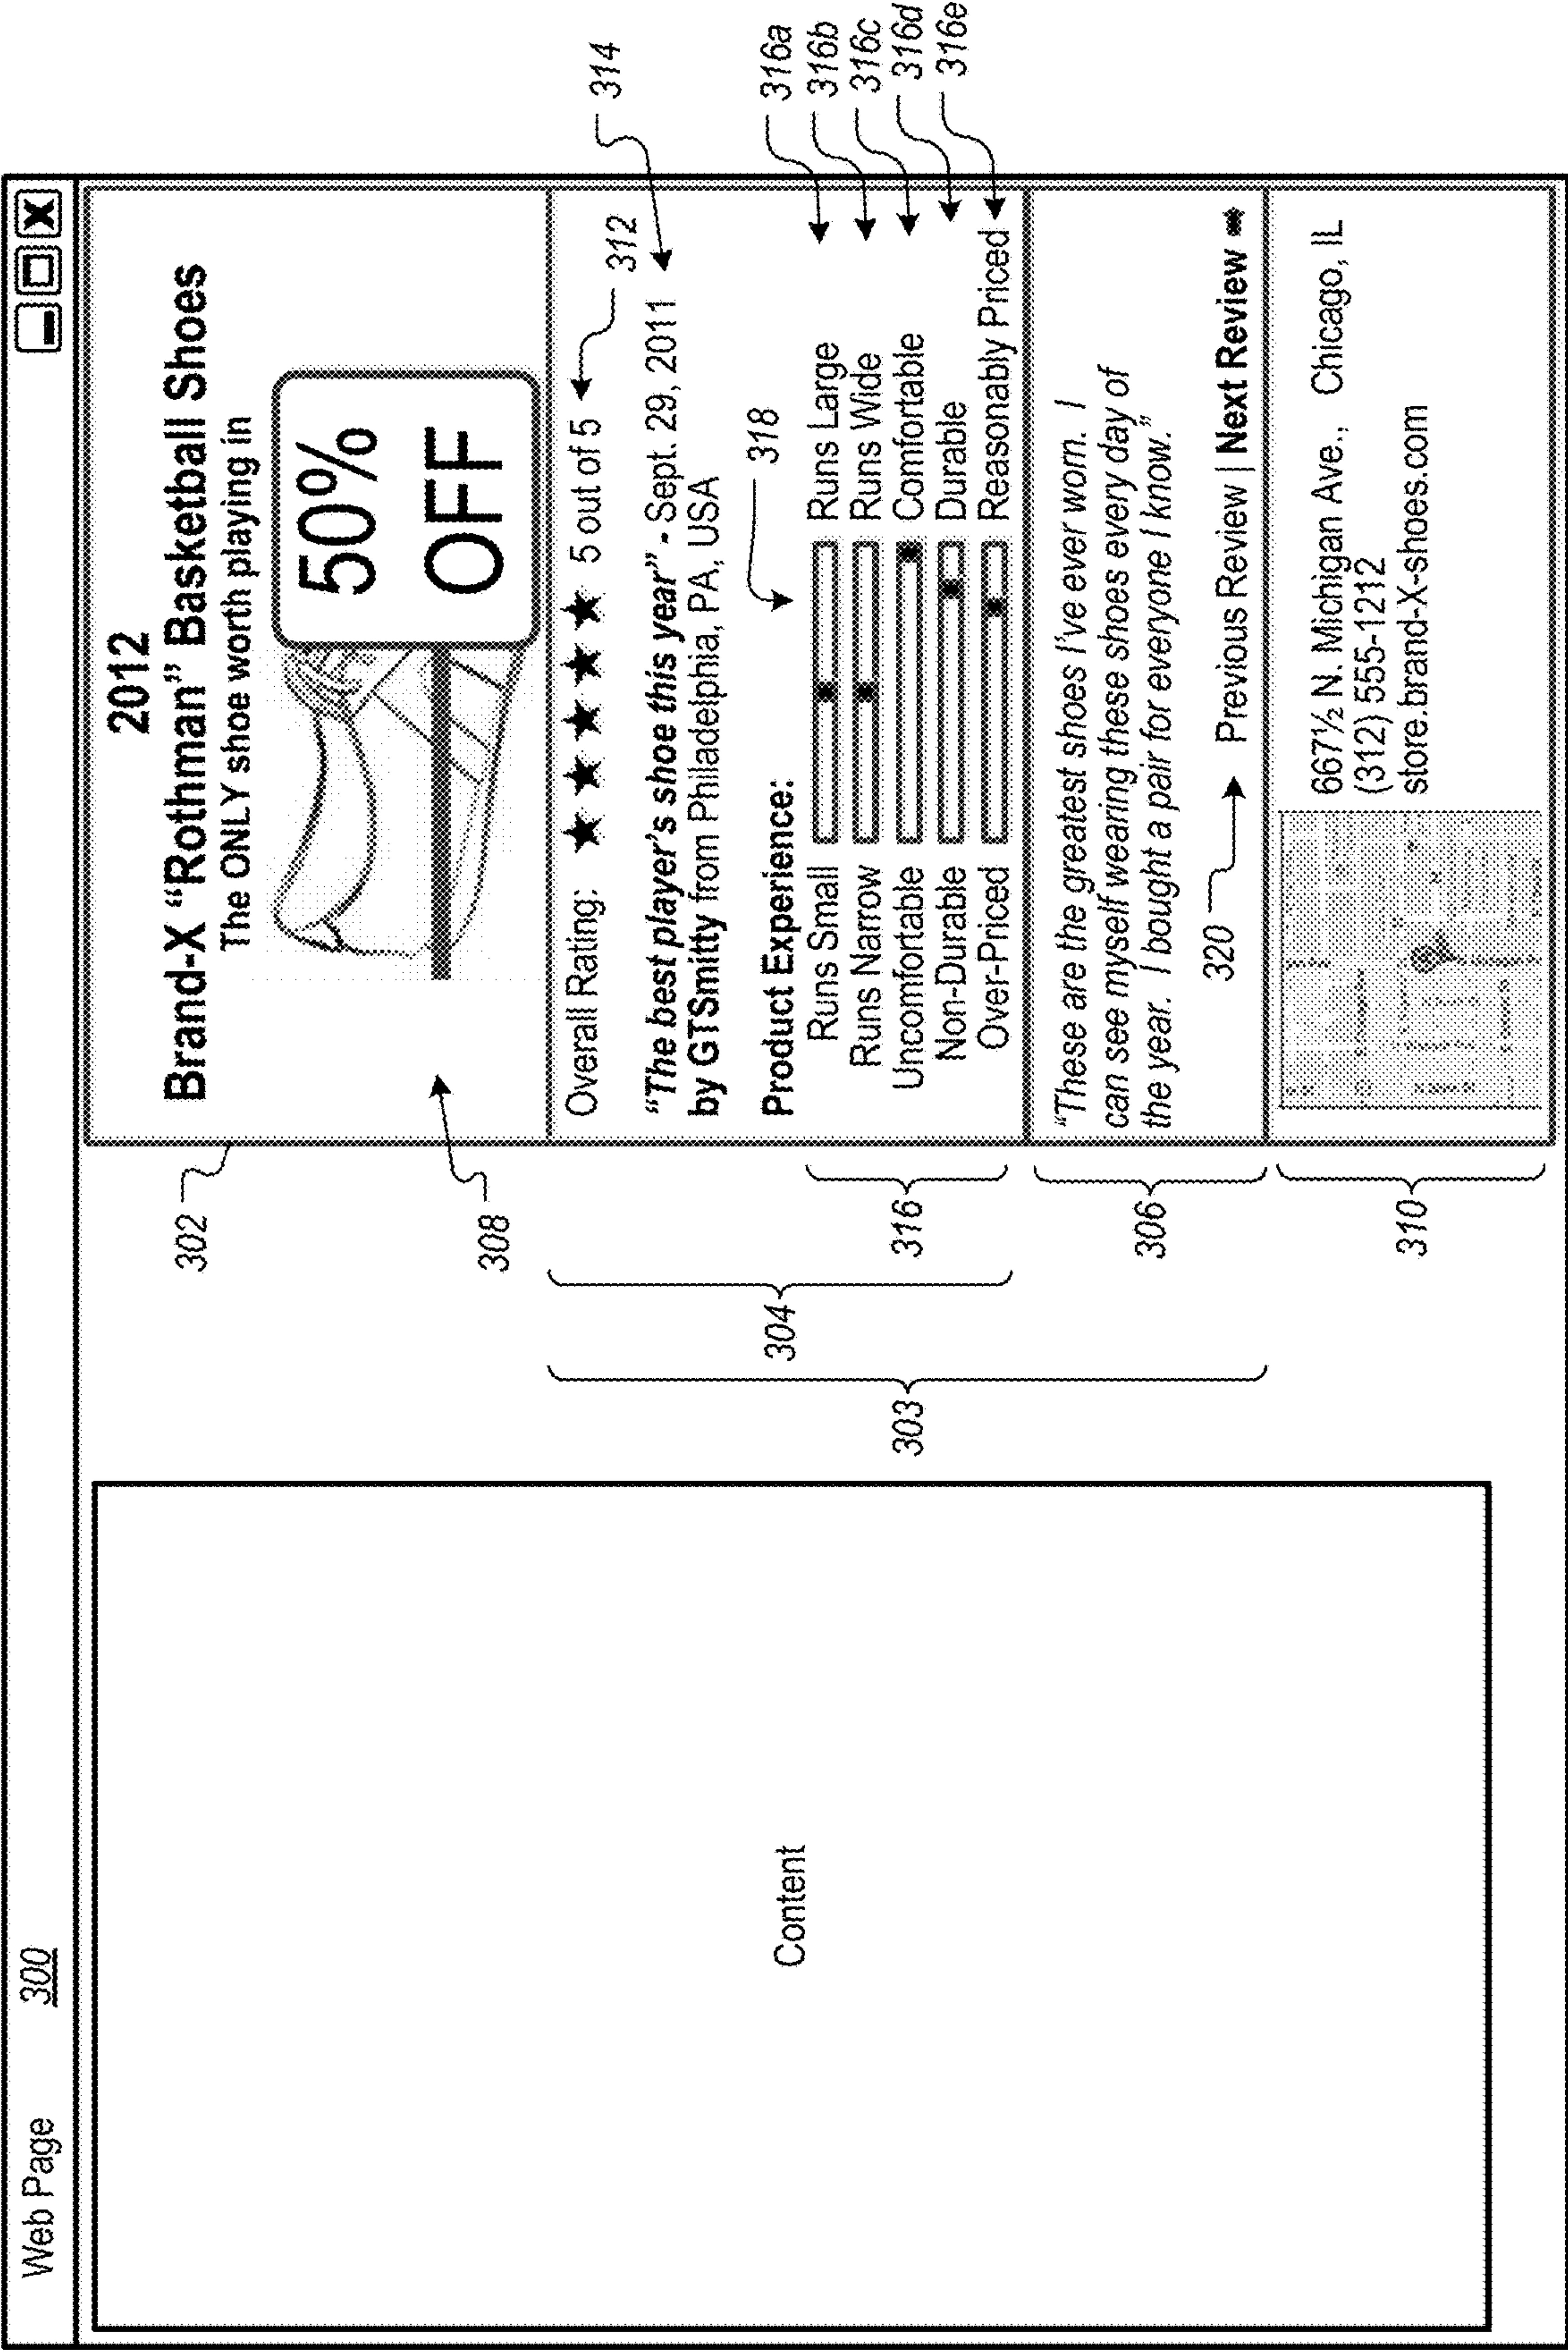 Web Page 300
Content
2012
Brand-X “Rothman” Basketball Shoes
The ONLY shoe worth playing in
50%
OFF
Overall Rating: ★ ★ ★ ★ ★ 5 out of 5
“The best player's shoe this year” - Sept. 29, 2011
by GTSmitty from Philadelphia, PA, USA
Product Experience:
Runs Small Runs Large
Runs Narrow Runs Wide
Uncomfortable Comfortable
Non-Durable Durable
Over-Priced Reasonably Priced
“These are the greatest shoes I've ever worn. I
can see myself wearing these shoes every day of
the year. I bought a pair for everyone I know.”
Previous Review | Next Review
667½ N. Michigan Ave., Chicago, IL
(312) 555-1212
store.brand-X-shoes.com
302
308
303
304
316
306
310
312
314
318
316a
316b
316c
316d
316e
320